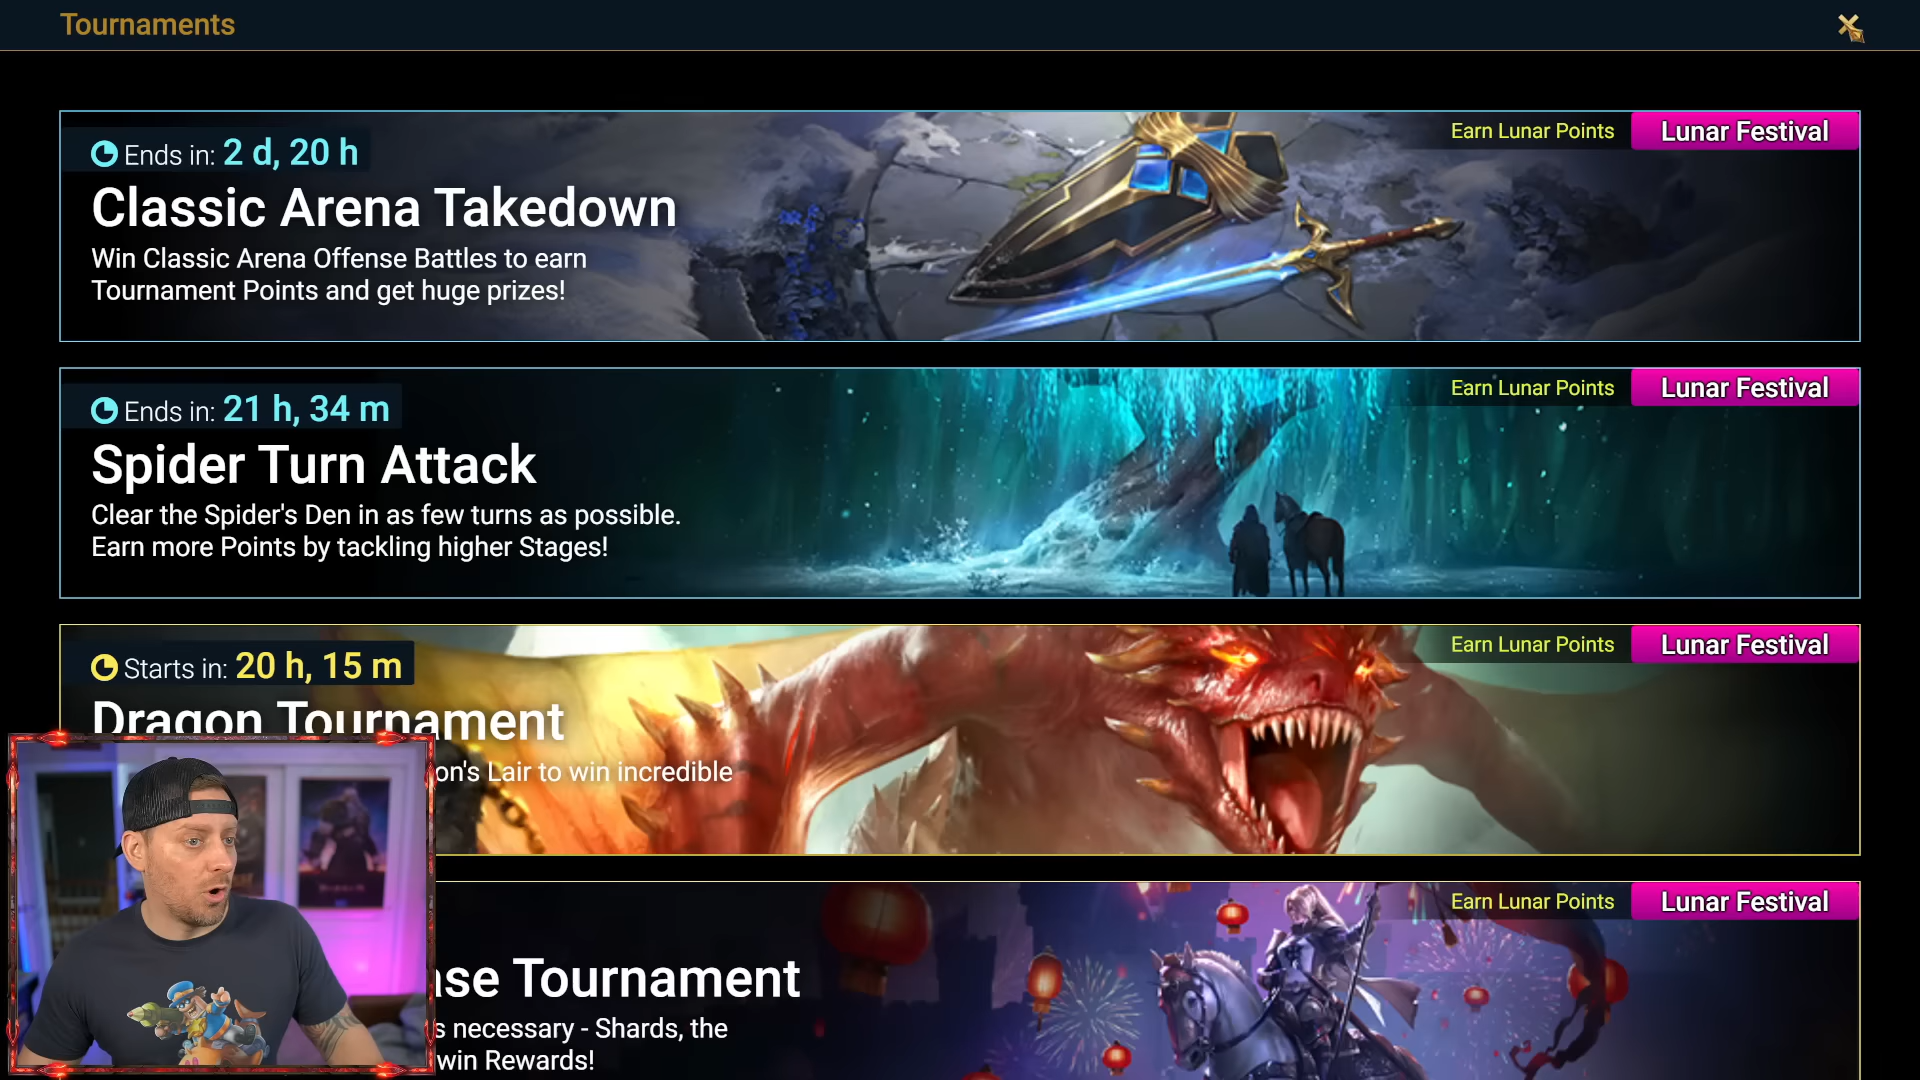 Tournaments
Earn Lunar Points
Lunar Festival
Ends in: 2 d, 20 h
Classic Arena Takedown
Win Classic Arena Offense Battles to earn
Tournament Points and get huge prizes!
Earn Lunar Points
Lunar Festival
Ends in: 21 h, 34 m
Spider Turn Attack
Clear the Spider's Den in as few turns as possible.
Earn more Points by tackling higher Stages!
Earn Lunar Points
Lunar Festival
Starts in: 20 h, 15 m
Dragon Tournament
on's Lair to win incredible
Earn Lunar Points
Lunar Festival
ase Tournament
s necessary - Shards, the
win Rewards!